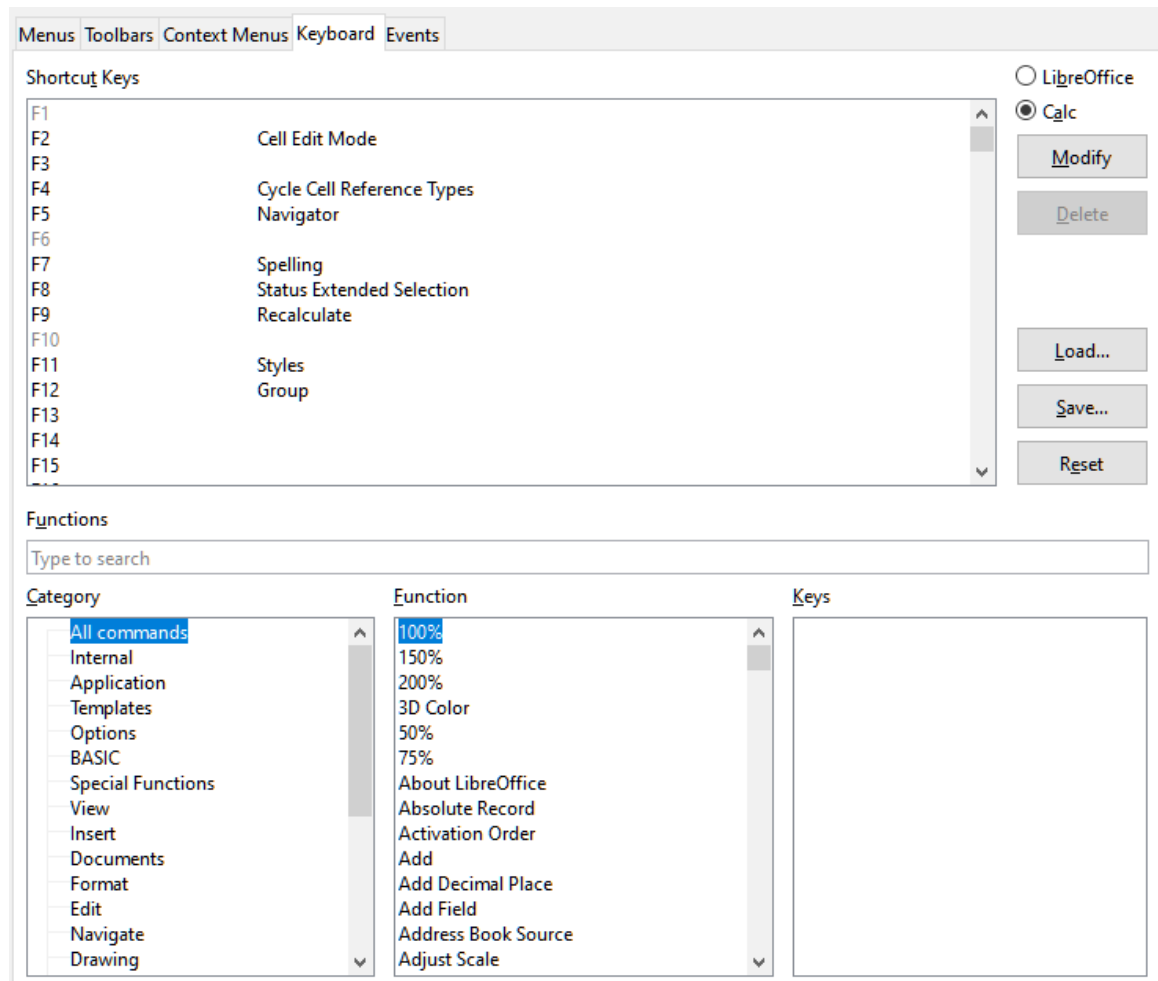 Menus Toolbars Context Menus Keyboard Events
Shortcut Keys
LibreOffice
Calc
Modify
Delete
Load...
Save...
Reset
F1
F2 Cell Edit Mode
F3
F4 Cycle Cell Reference Types
F5 Navigator
F6
F7 Spelling
F8 Status Extended Selection
F9 Recalculate
F10
F11 Styles
F12 Group
F13
F14
F15
Functions
Type to search
Category
All commands
Internal
Application
Templates
Options
BASIC
Special Functions
View
Insert
Documents
Format
Edit
Navigate
Drawing
Function
100%
150%
200%
3D Color
50%
75%
About LibreOffice
Absolute Record
Activation Order
Add
Add Decimal Place
Add Field
Address Book Source
Adjust Scale
Keys